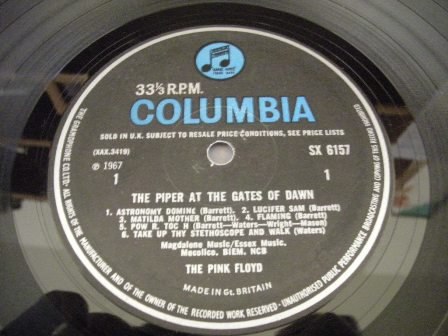 33⅓ R.P.M.
COLUMBIA
SOLD IN U.K. SUBJECT TO RESALE PRICE CONDITIONS, SEE PRICE LISTS
(XAX.3419)
SX 6157
℗ 1967
1
1
THE PIPER AT THE GATES OF DAWN
1. ASTRONOMY DOMINE (Barrett). 2. LUCIFER SAM (Barrett)
3. MATILDA MOTHER (Barrett). 4. FLAMING (Barrett)
5. POW R. TOC H (Barrett—Waters—Wright—Mason)
6. TAKE UP THY STETHOSCOPE AND WALK (Waters)
Magdalene Music/Essex Music.
Mecolico. BIEM. NCB
THE PINK FLOYD
MADE IN Gt. BRITAIN
THE GRAMOPHONE CO. LTD. ALL RIGHTS OF THE MANUFACTURER AND OF THE OWNER OF THE RECORDED WORK RESERVED—UNAUTHORISED PUBLIC PERFORMANCE BROADCASTING AND COPYING OF THIS RECORD PROHIBITED